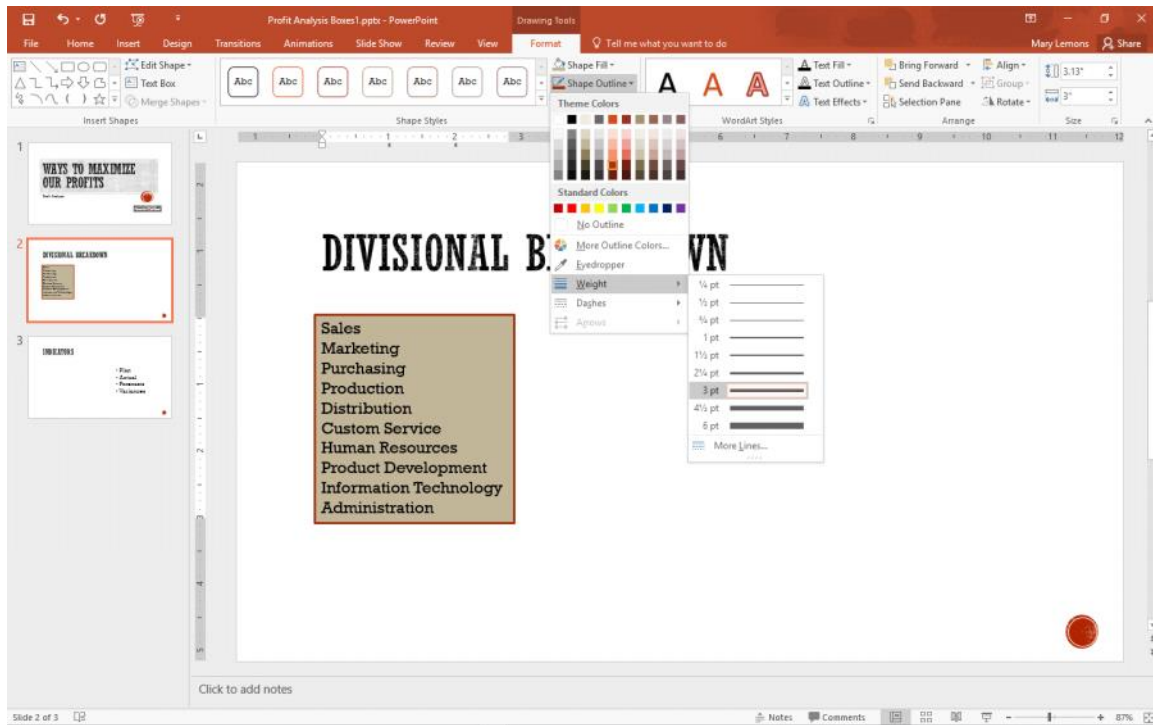 Profit Analysis Boxes1.pptx - PowerPoint
Drawing Tools
File Home Insert Design Transitions Animations Slide Show Review View Format Tell me what you want to do Mary Lemons Share
Edit Shape
Text Box
Merge Shapes
Insert Shapes
Abc Abc Abc Abc Abc Abc Abc
Shape Styles
Shape Fill
Shape Outline
A A A
Text Fill
Text Outline
Text Effects
WordArt Styles
Bring Forward
Send Backward
Selection Pane
Align
Group
Rotate
Arrange
3.13"
3"
Size
Theme Colors
Standard Colors
No Outline
More Outline Colors...
Eyedropper
Weight
Dashes
Arrows
¼ pt
½ pt
¾ pt
1 pt
1½ pt
2¼ pt
3 pt
4½ pt
6 pt
More Lines...
1
WAYS TO MAXIMIZE
OUR PROFITS
2
DIVISIONAL BREAKDOWN
3
INDICATORS
Plan
Actual
Variances
DIVISIONAL B
WN
Sales
Marketing
Purchasing
Production
Distribution
Custom Service
Human Resources
Product Development
Information Technology
Administration
Click to add notes
Slide 2 of 3
Notes Comments 87%